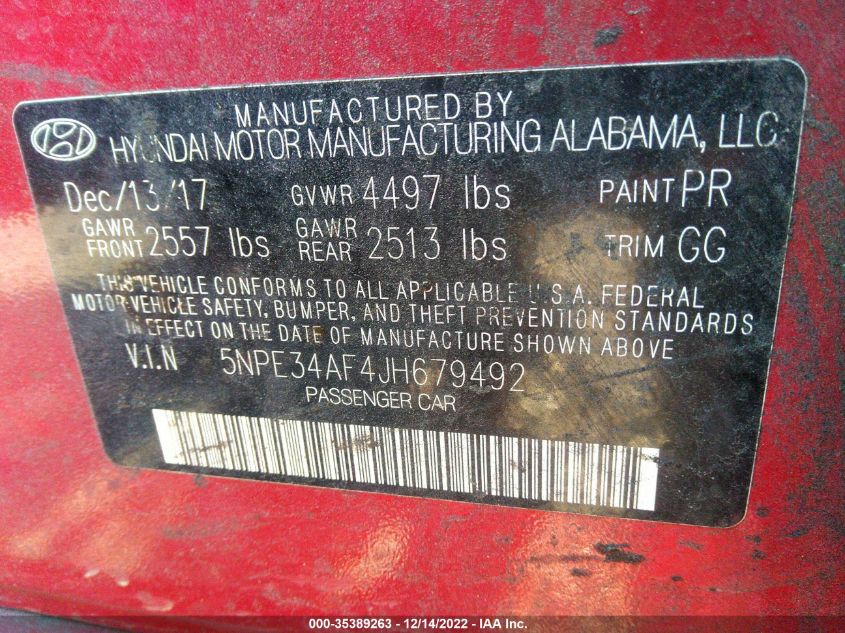 MANUFACTURED BY
HYUNDAI MOTOR MANUFACTURING ALABAMA, LLC
Dec/13/17 GVWR 4497 lbs PAINT PR
GAWR FRONT 2557 lbs GAWR REAR 2513 lbs TRIM GG
THIS VEHICLE CONFORMS TO ALL APPLICABLE U.S.A. FEDERAL
MOTOR VEHICLE SAFETY, BUMPER, AND THEFT PREVENTION STANDARDS
IN EFFECT ON THE DATE OF MANUFACTURE SHOWN ABOVE
V.I.N 5NPE34AF4JH679492
PASSENGER CAR
000-35389263 - 12/14/2022 - IAA Inc.